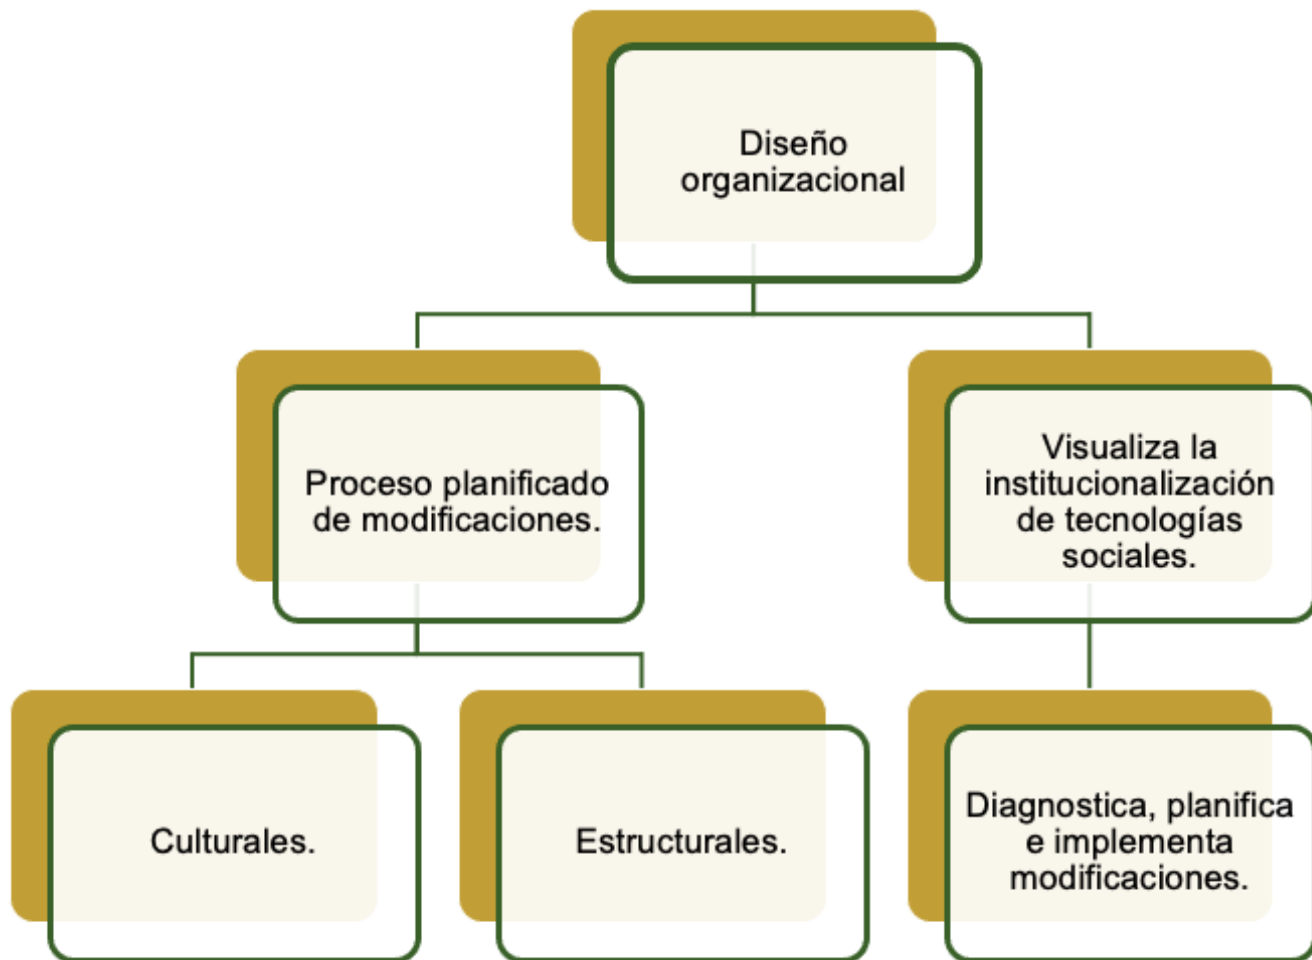 Diseño
organizacional
Proceso planificado
de modificaciones.
Visualiza la
institucionalización
de tecnologías
sociales.
Culturales.
Estructurales.
Diagnostica, planifica
e implementa
modificaciones.